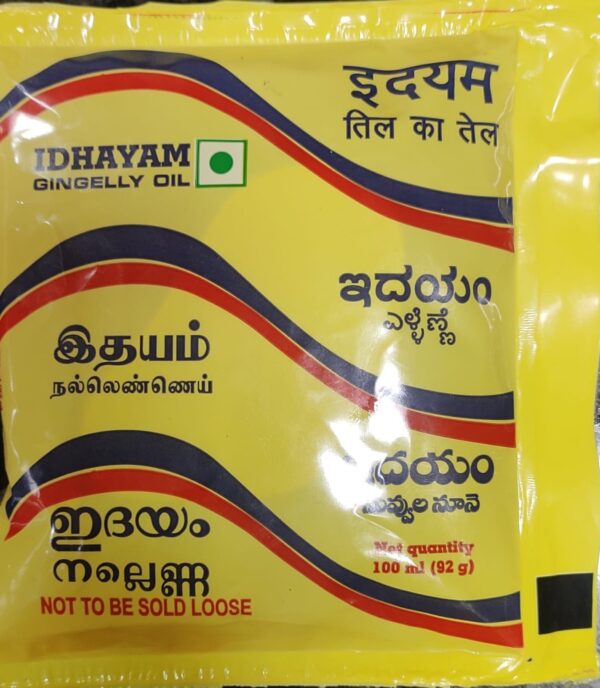 इदयम
तिल का तेल
IDHAYAM
GINGELLY OIL
ಇದಯಂ
ಎಳ್ಳೆಣ್ಣೆ
இதயம்
நல்லெண்ணெய்
ఇదయం
నువ్వుల నూనె
ഇദയം
നല്ലെണ്ണ
Net quantity
100 ml (92 g)
NOT TO BE SOLD LOOSE